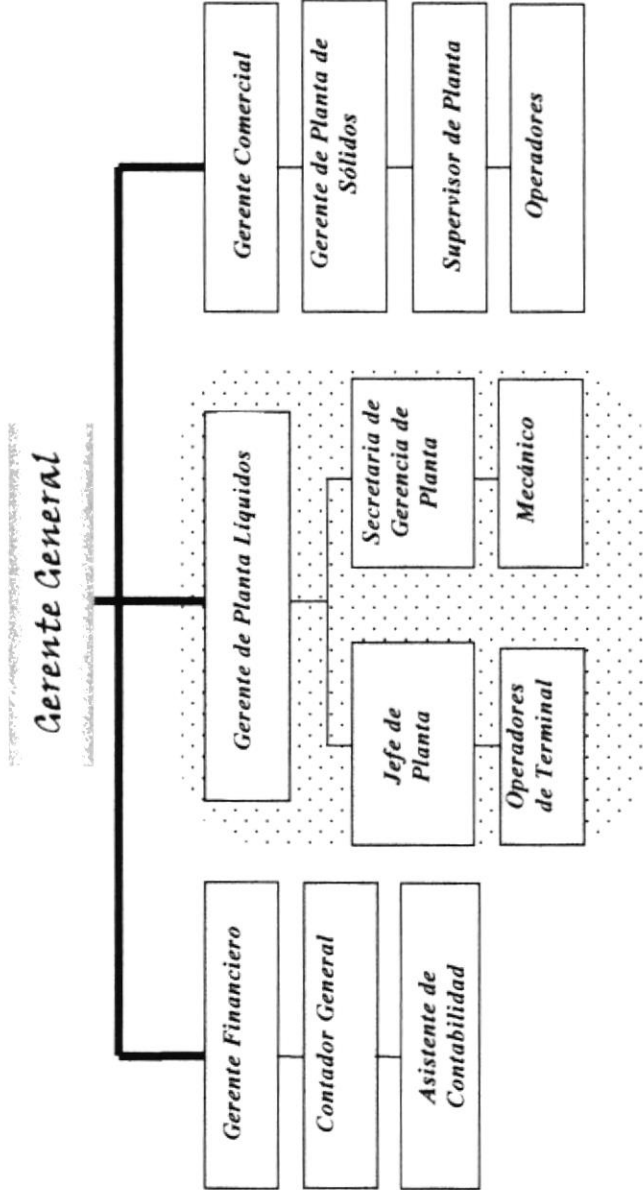 Gerente General
Gerente Financiero
Contador General
Asistente de
Contabilidad
Gerente de Planta Líquidos
Jefe de
Planta
Operadores
de Terminal
Secretaria de
Gerencia de
Planta
Mecánico
Gerente Comercial
Gerente de Planta de
Sólidos
Supervisor de Planta
Operadores